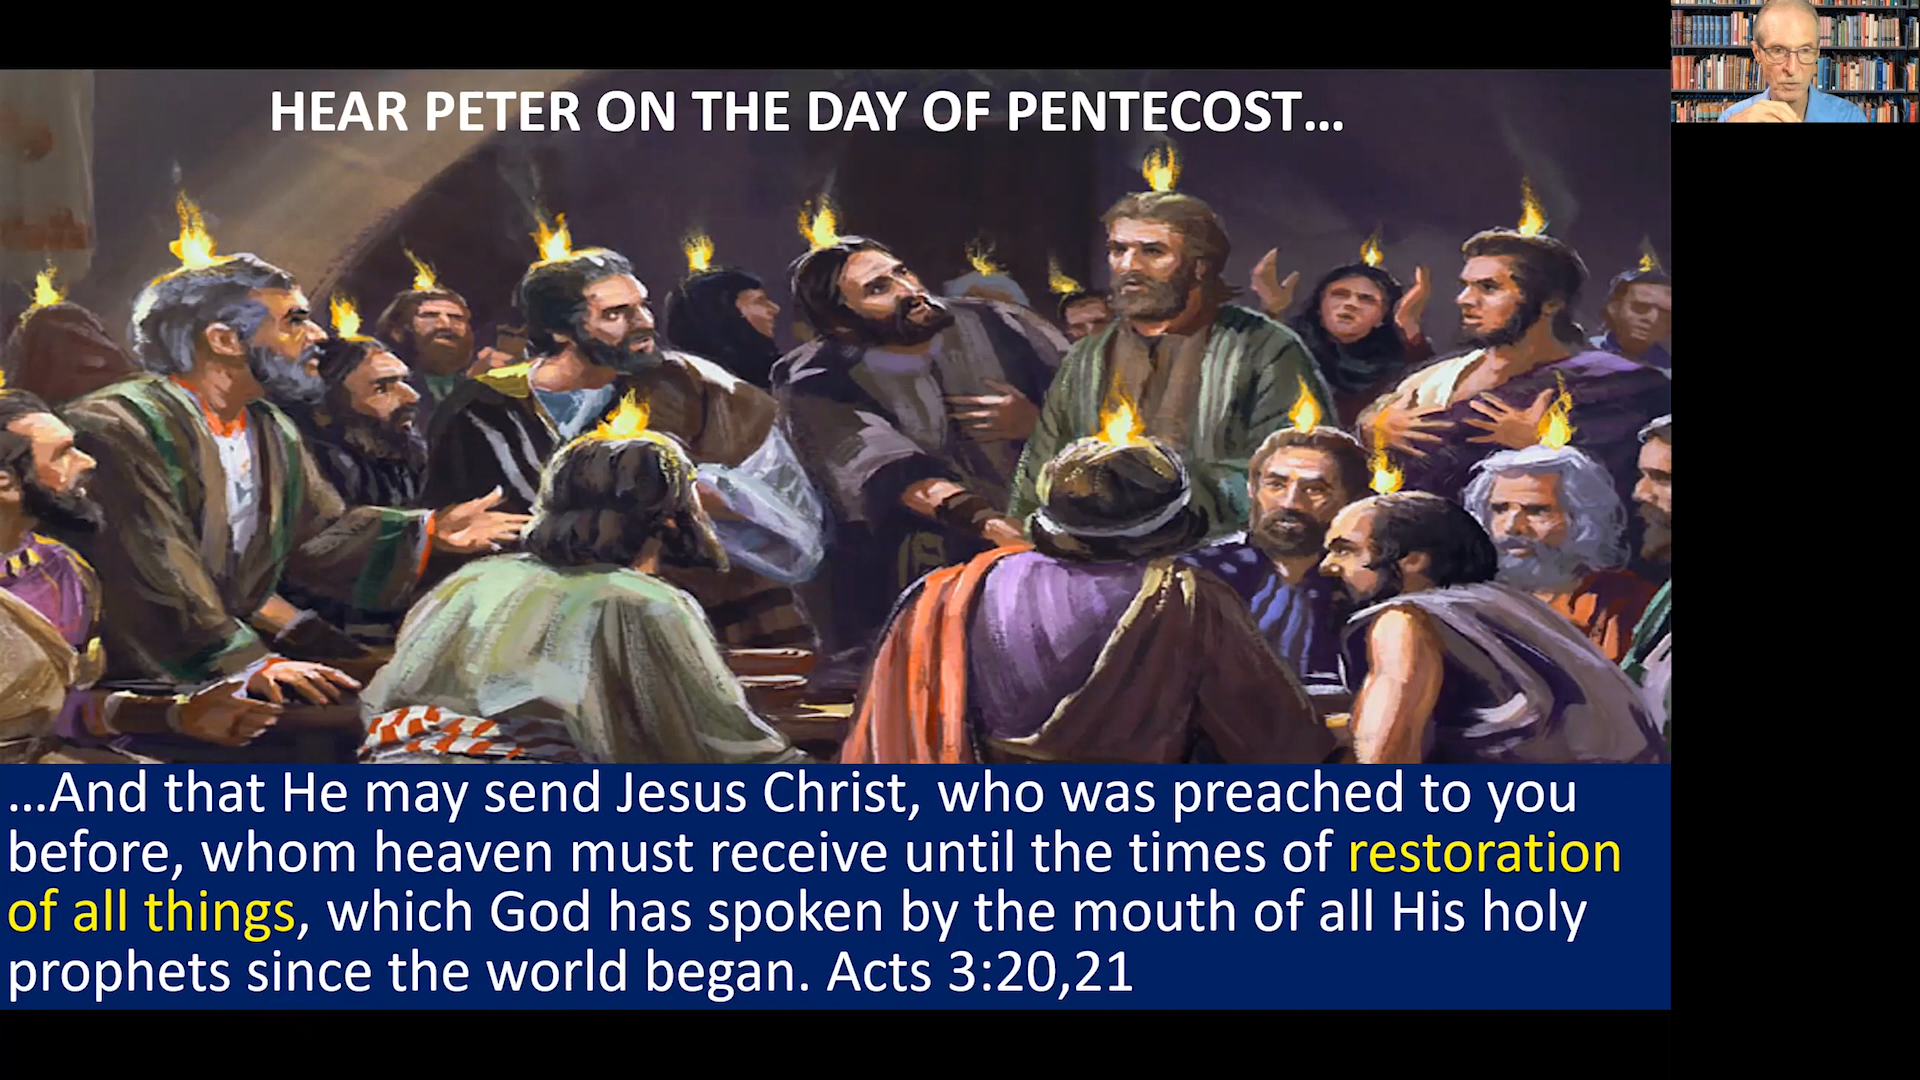 HEAR PETER ON THE DAY OF PENTECOST...
...And that He may send Jesus Christ, who was preached to you
before, whom heaven must receive until the times of restoration
of all things, which God has spoken by the mouth of all His holy
prophets since the world began. Acts 3:20,21